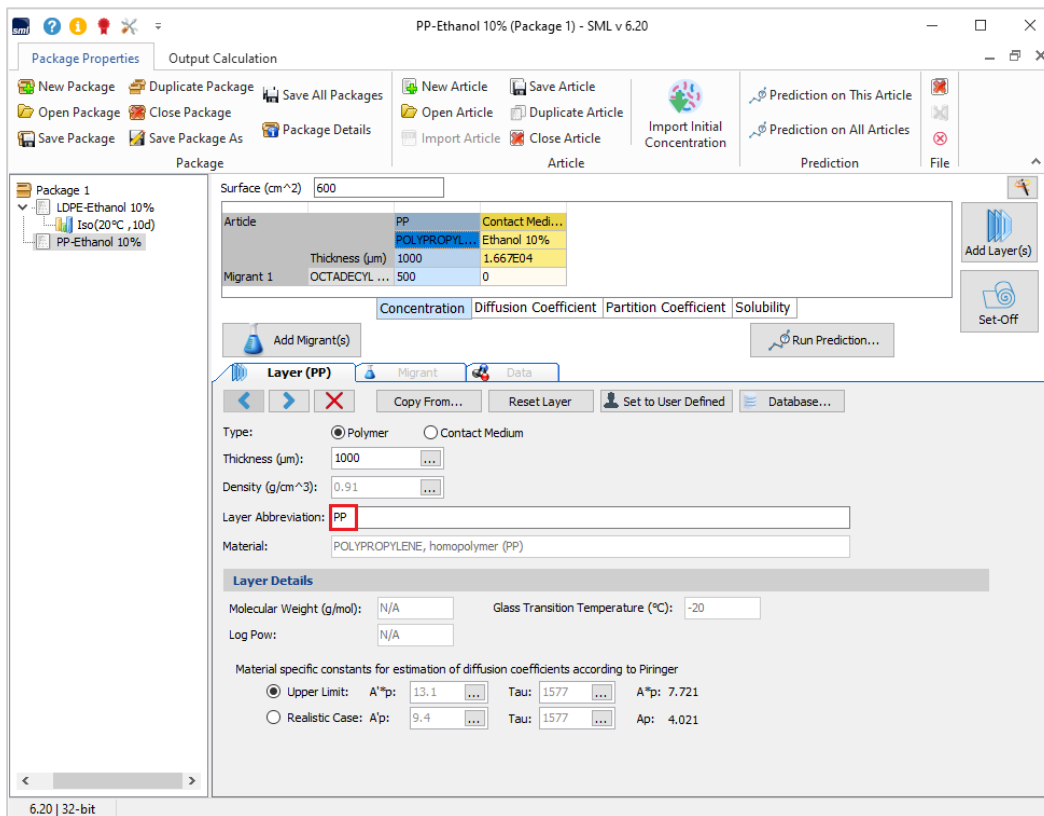 sml PP-Ethanol 10% (Package 1) - SML v 6.20
Package Properties Output Calculation
New Package Duplicate Package Save All Packages New Article Save Article Import Initial Concentration Prediction on This Article
Open Package Close Package Package Details Open Article Duplicate Article Prediction on All Articles
Save Package Save Package As Import Article Close Article
Package Article Prediction File
Package 1
LDPE-Ethanol 10%
Iso(20°C ,10d)
PP-Ethanol 10%
Surface (cm^2) 600
Article PP Contact Medi...
POLYPROPYL... Ethanol 10%
Thickness (µm) 1000 1.667E04
Migrant 1 OCTADECYL ... 500 0
Add Layer(s)
Set-Off
Concentration Diffusion Coefficient Partition Coefficient Solubility
Add Migrant(s) Run Prediction...
Layer (PP) Migrant Data
Copy From... Reset Layer Set to User Defined Database...
Type: Polymer Contact Medium
Thickness (µm): 1000 ...
Density (g/cm^3): 0.91 ...
Layer Abbreviation: PP
Material: POLYPROPYLENE, homopolymer (PP)
Layer Details
Molecular Weight (g/mol): N/A Glass Transition Temperature (°C): -20
Log Pow: N/A
Material specific constants for estimation of diffusion coefficients according to Piringer
Upper Limit: A'*p: 13.1 ... Tau: 1577 ... A*p: 7.721
Realistic Case: A'p: 9.4 ... Tau: 1577 ... Ap: 4.021
6.20 | 32-bit